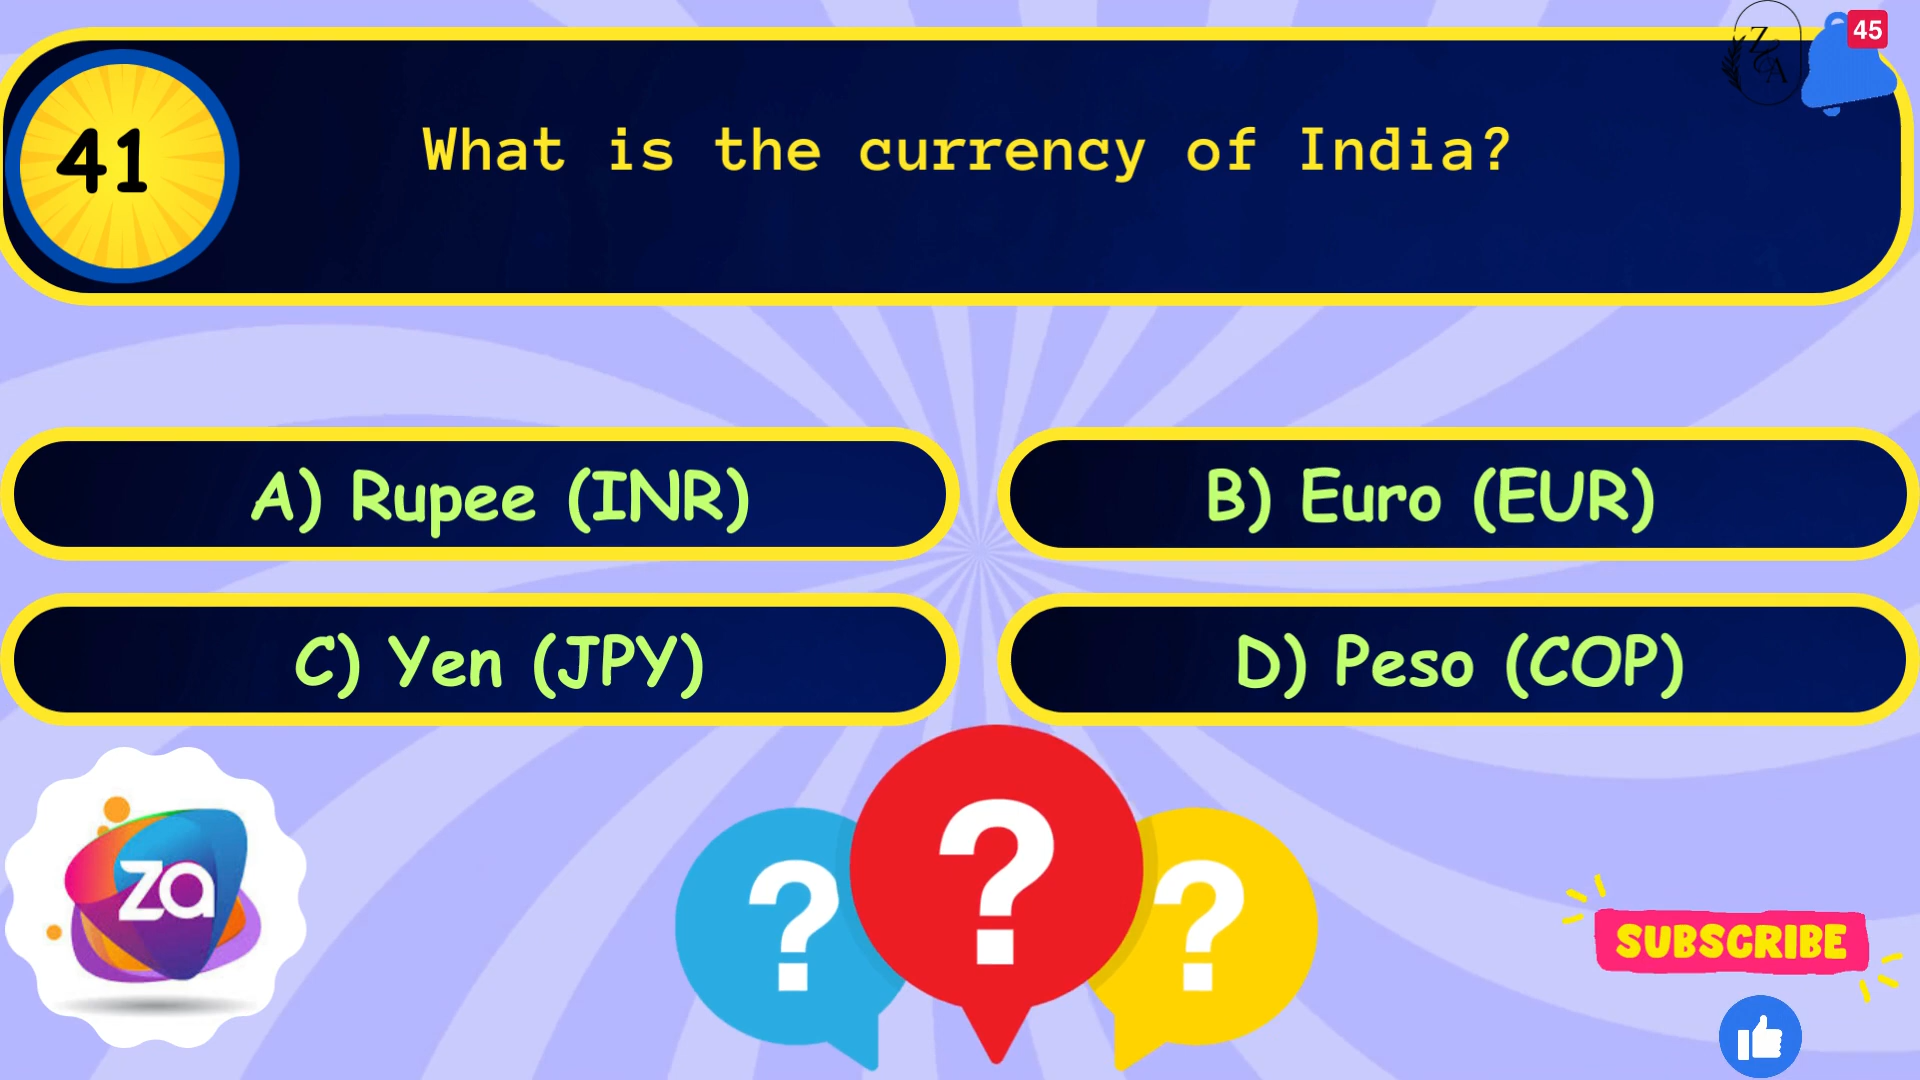 45
Z
A
41
What is the currency of India?
A) Rupee (INR)
B) Euro (EUR)
C) Yen (JPY)
D) Peso (COP)
za
?
?
?
SUBSCRIBE